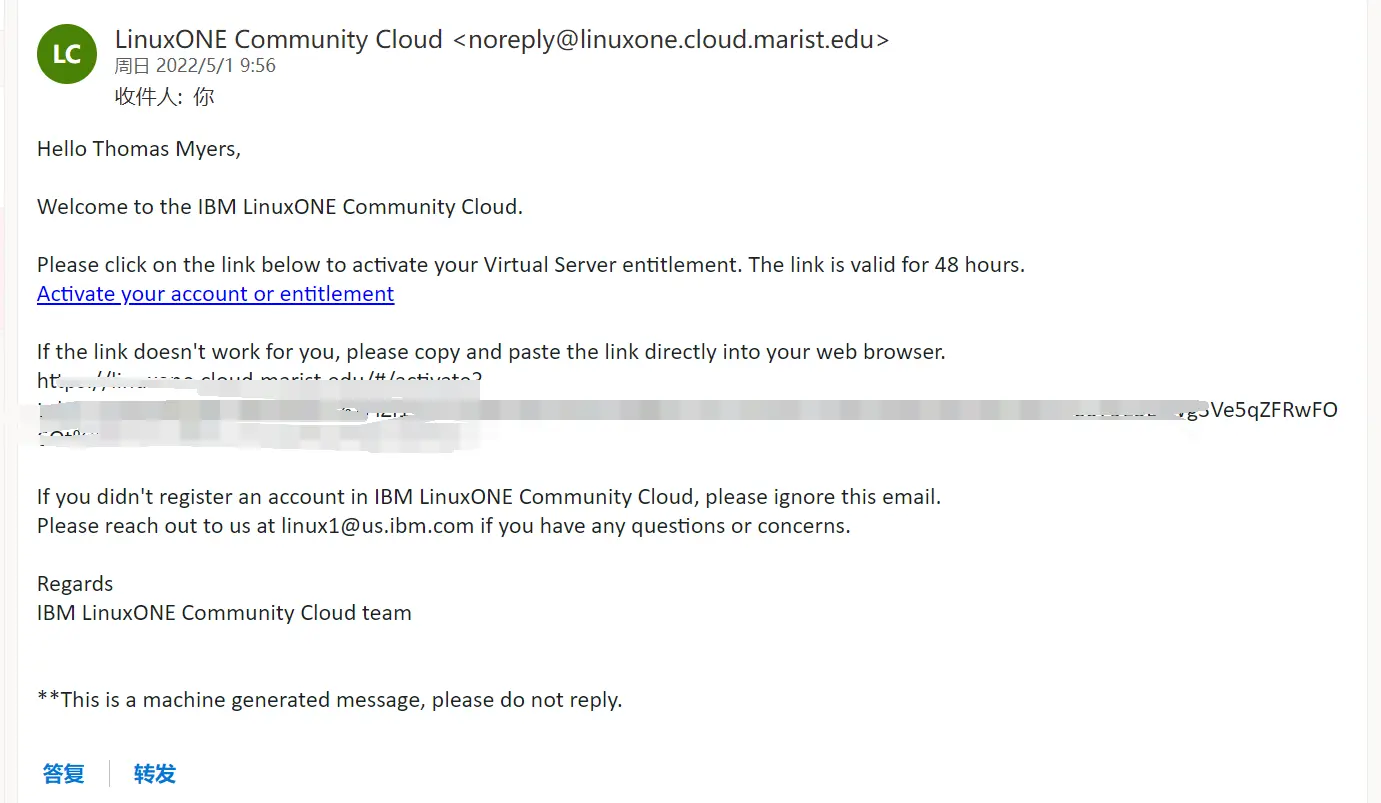 LC
LinuxONE Community Cloud <noreply@linuxone.cloud.marist.edu>
周日 2022/5/1 9:56
收件人: 你
Hello Thomas Myers,
Welcome to the IBM LinuxONE Community Cloud.
Please click on the link below to activate your Virtual Server entitlement. The link is valid for 48 hours.
Activate your account or entitlement
If the link doesn't work for you, please copy and paste the link directly into your web browser.
https://linuxone.cloud.marist.edu/#/activate?
Ve5qZFRwFO
If you didn't register an account in IBM LinuxONE Community Cloud, please ignore this email.
Please reach out to us at linux1@us.ibm.com if you have any questions or concerns.
Regards
IBM LinuxONE Community Cloud team
**This is a machine generated message, please do not reply.
答复
转发